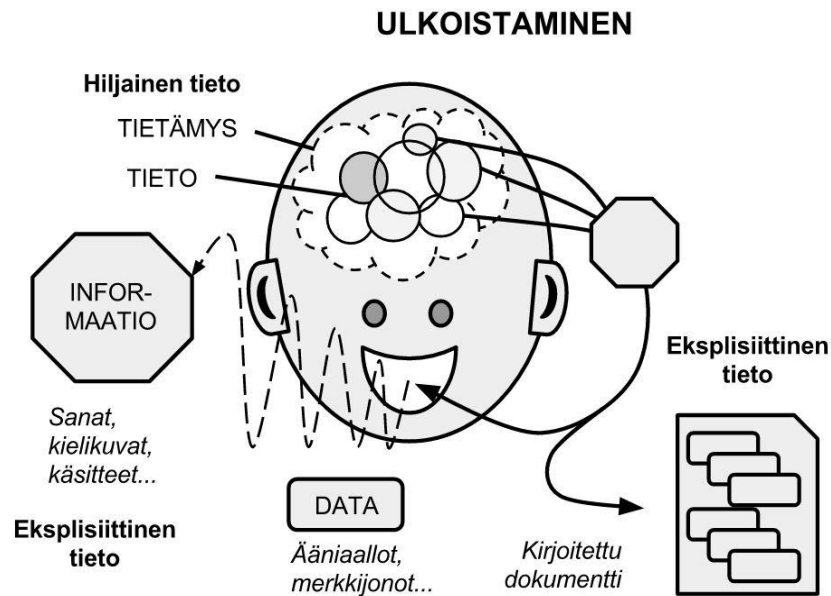 ULKOISTAMINEN
Hiljainen tieto
TIETÄMYS
TIETO
INFOR-
MAATIO
Sanat,
kielikuvat,
käsitteet...
Eksplisiittinen
tieto
DATA
Ääniaallot,
merkkijonot...
Eksplisiittinen
tieto
Kirjoitettu
dokumentti